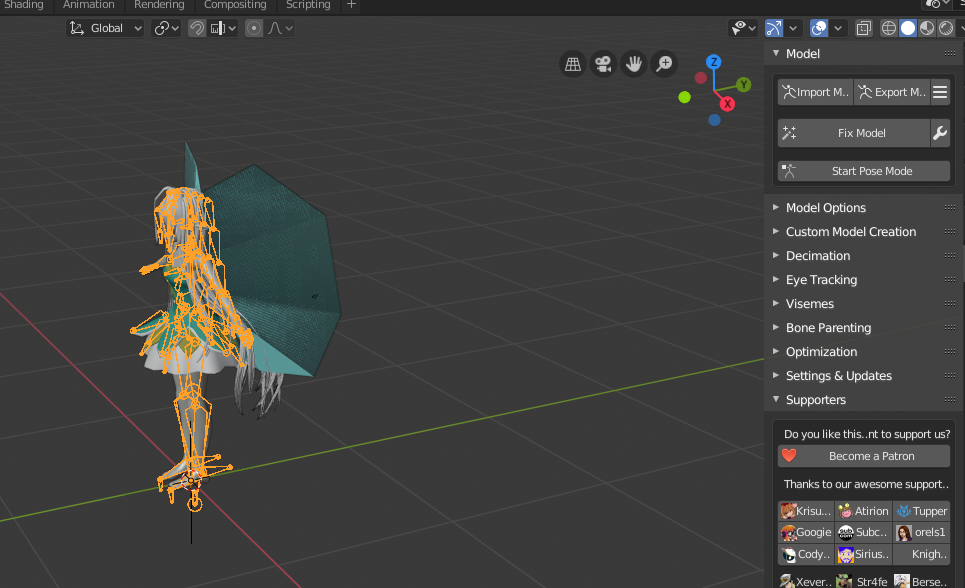 Shading Animation Rendering Compositing Scripting +
Global
Z
Y
X
Model
Import M.. Export M..
Fix Model
Start Pose Mode
Model Options
Custom Model Creation
Decimation
Eye Tracking
Visemes
Bone Parenting
Optimization
Settings & Updates
Supporters
Do you like this..nt to support us?
Become a Patron
Thanks to our awesome support..
Krisu.. Atirion Tupper
Googie Subc.. orels1
Cody.. Sirius.. Knigh..
Xever.. Str4fe Berse..